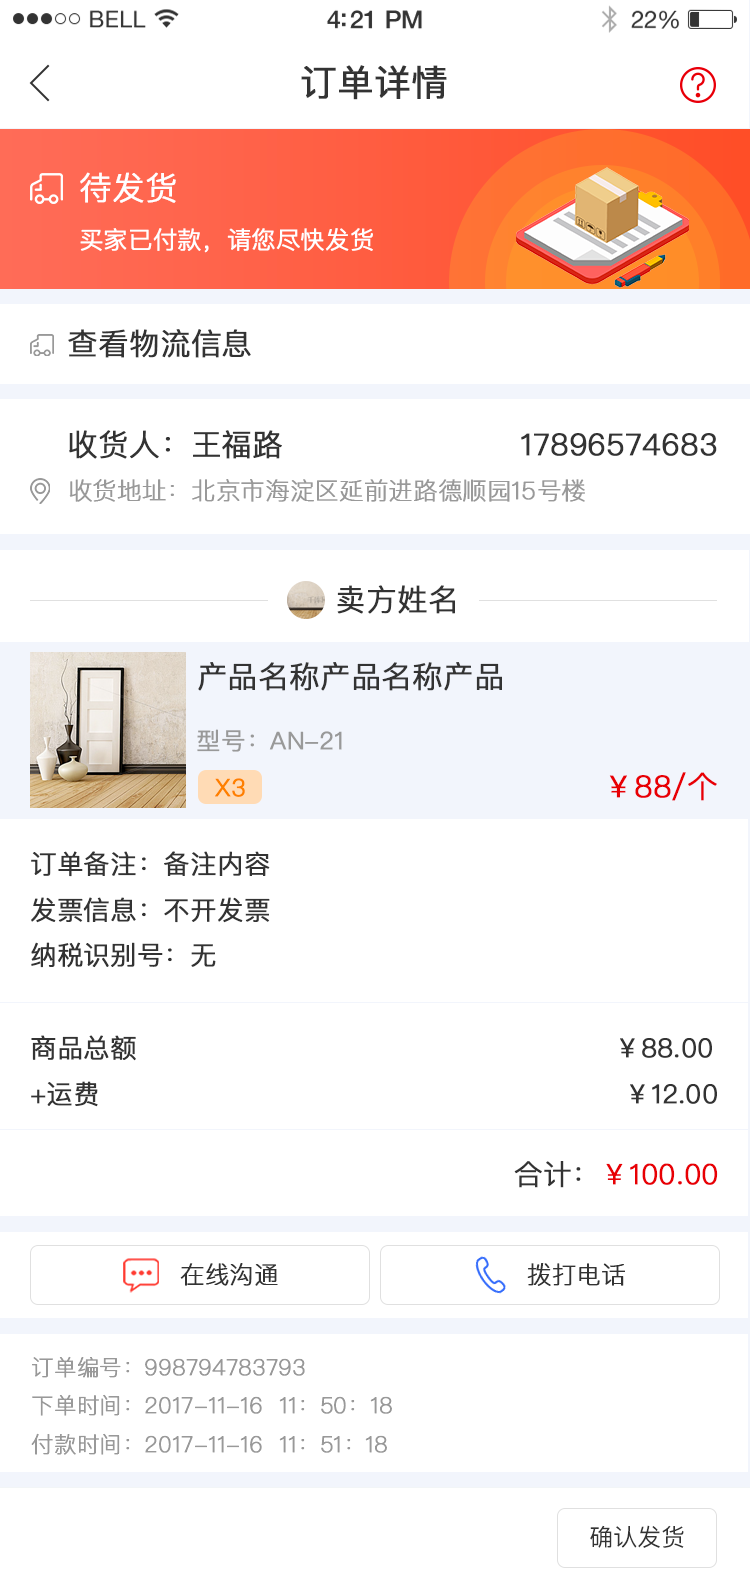 BELL 4:21 PM 22%
订单详情
待发货
买家已付款，请您尽快发货
查看物流信息
收货人：王福路 17896574683
收货地址：北京市海淀区延前进路德顺园15号楼
卖方姓名
产品名称产品名称产品
型号：AN-21
X3 ¥88/个
订单备注：备注内容
发票信息：不开发票
纳税识别号：无
商品总额 ¥88.00
+运费 ¥12.00
合计：¥100.00
在线沟通 拨打电话
订单编号：998794783793
下单时间：2017-11-16 11：50：18
付款时间：2017-11-16 11：51：18
确认发货